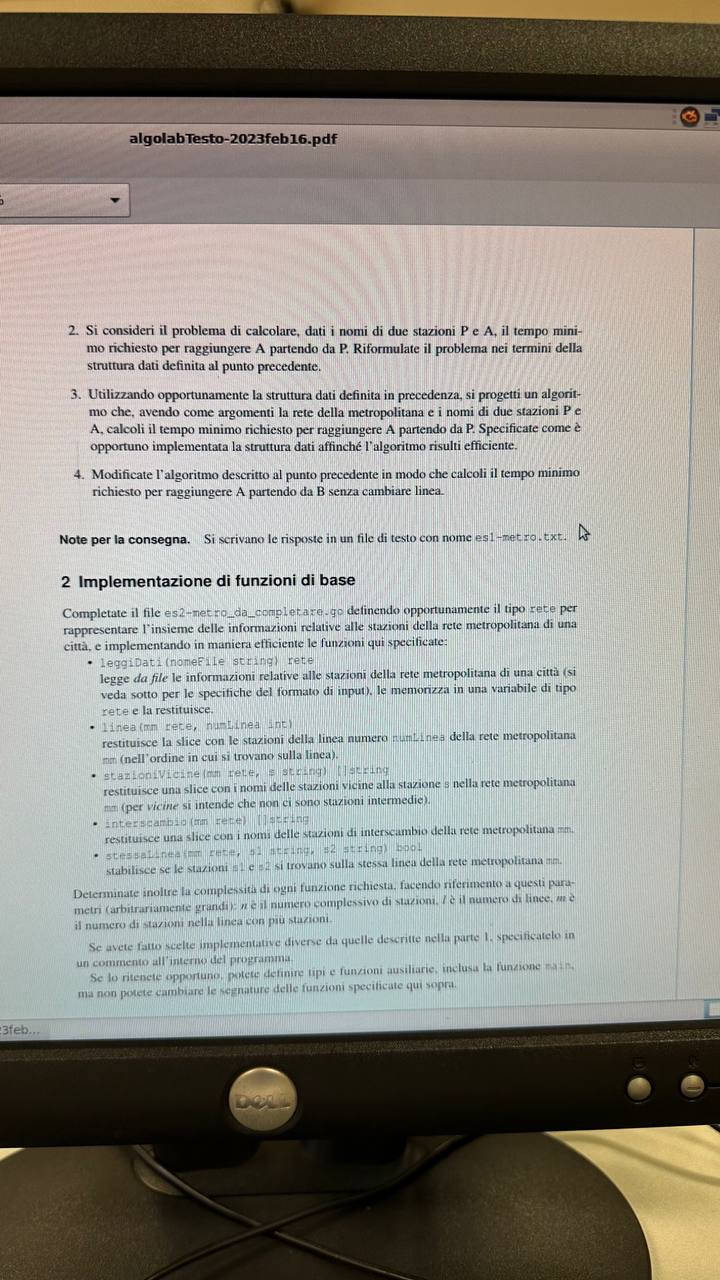 algolabTesto-2023feb16.pdf
2. Si consideri il problema di calcolare, dati i nomi di due stazioni P e A, il tempo mini-
mo richiesto per raggiungere A partendo da P. Riformulate il problema nei termini della
struttura dati definita al punto precedente.
3. Utilizzando opportunamente la struttura dati definita in precedenza, si progetti un algorit-
mo che, avendo come argomenti la rete della metropolitana e i nomi di due stazioni P e
A, calcoli il tempo minimo richiesto per raggiungere A partendo da P. Specificate come è
opportuno implementata la struttura dati affinché l'algoritmo risulti efficiente.
4. Modificate l'algoritmo descritto al punto precedente in modo che calcoli il tempo minimo
richiesto per raggiungere A partendo da B senza cambiare linea.
Note per la consegna. Si scrivano le risposte in un file di testo con nome es1-metro.txt.
2 Implementazione di funzioni di base
Completate il file es2-metro_da_completare.go definendo opportunamente il tipo rete per
rappresentare l'insieme delle informazioni relative alle stazioni della rete metropolitana di una
città, e implementando in maniera efficiente le funzioni qui specificate:
• leggiDati(nomeFile string) rete
legge da file le informazioni relative alle stazioni della rete metropolitana di una città (si
veda sotto per le specifiche del formato di input), le memorizza in una variabile di tipo
rete e la restituisce.
• linea(mm rete, numLinea int)
restituisce la slice con le stazioni della linea numero numLinea della rete metropolitana
mm (nell'ordine in cui si trovano sulla linea).
• stazioniVicine(mm rete, s string) []string
restituisce una slice con i nomi delle stazioni vicine alla stazione s nella rete metropolitana
mm (per vicine si intende che non ci sono stazioni intermedie).
• interscambio(mm rete) []string
restituisce una slice con i nomi delle stazioni di interscambio della rete metropolitana mm.
• stessaLinea(mm rete, s1 string, s2 string) bool
stabilisce se le stazioni s1 e s2 si trovano sulla stessa linea della rete metropolitana mm.
Determinate inoltre la complessità di ogni funzione richiesta, facendo riferimento a questi para-
metri (arbitrariamente grandi): n è il numero complessivo di stazioni, l è il numero di linee, m è
il numero di stazioni nella linea con più stazioni.
Se avete fatto scelte implementative diverse da quelle descritte nella parte 1, specificatelo in
un commento all'interno del programma.
Se lo ritenete opportuno, potete definire tipi e funzioni ausiliarie, inclusa la funzione main,
ma non potete cambiare le segnature delle funzioni specificate qui sopra.
23feb...
DELL